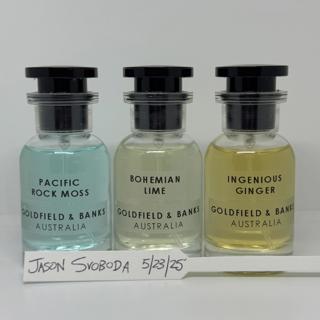 PACIFIC
ROCK MOSS
GOLDFIELD & BANKS
AUSTRALIA
BOHEMIAN
LIME
GOLDFIELD & BANKS
AUSTRALIA
INGENIOUS
GINGER
GOLDFIELD & BANKS
AUSTRALIA
JASON SVOBODA 5/23/25